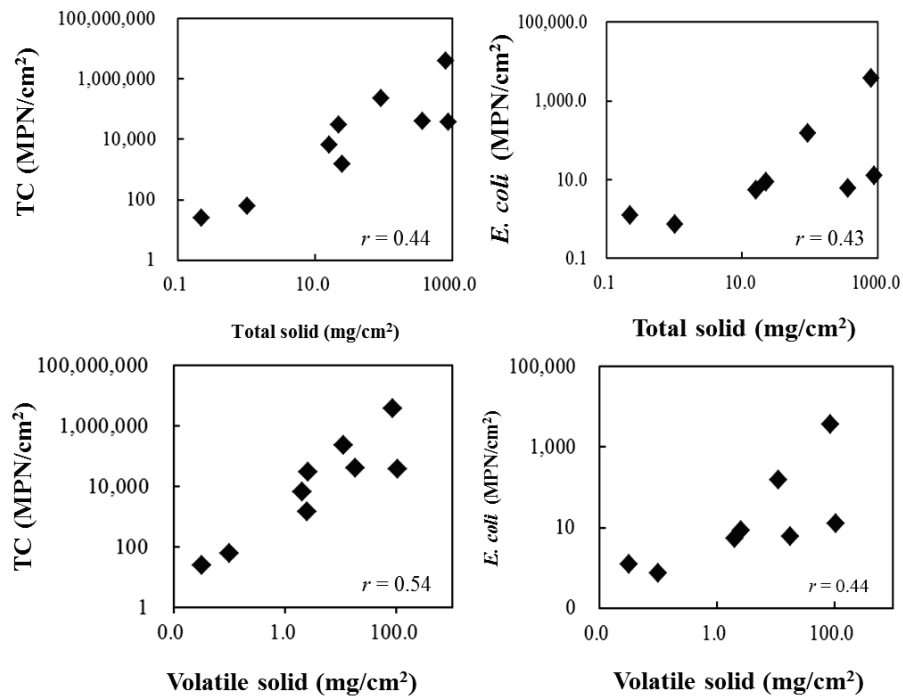 100,000,000
1,000,000
10,000
100
1
TC (MPN/cm²)
0.1 10.0 1000.0
Total solid (mg/cm²)
r = 0.44
100,000.0
1,000.0
10.0
0.1
E. coli (MPN/cm²)
0.1 10.0 1000.0
Total solid (mg/cm²)
r = 0.43
100,000,000
1,000,000
10,000
100
1
TC (MPN/cm²)
0.0 1.0 100.0
Volatile solid (mg/cm²)
r = 0.54
100,000
1,000
10
0
E. coli (MPN/cm²)
0.0 1.0 100.0
Volatile solid (mg/cm²)
r = 0.44